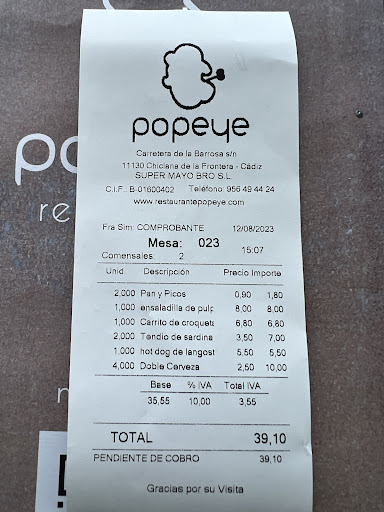 popeye
Carretera de la Barrosa s/n
11130 Chiclana de la Frontera - Cádiz
SUPER MAYO BRO S.L.
C.I.F.: B-01600402 Teléfono: 956 49 44 24
www.restaurantepopeye.com
Fra Sim: COMPROBANTE 12/08/2023
Mesa: 023 15:07
Comensales: 2
Unid. Descripción Precio Importe
2,000 Pan y Picos 0,90 1,80
1,000 ensaladilla de pulp 8,00 8,00
1,000 Carrito de croqueta 6,80 6,80
2,000 Tendio de sardina 3,50 7,00
1,000 hot dog de langost 5,50 5,50
4,000 Doble Cerveza 2,50 10,00
Base % IVA Total IVA
35,55 10,00 3,55
TOTAL 39,10
PENDIENTE DE COBRO 39,10
Gracias por su Visita
po
re